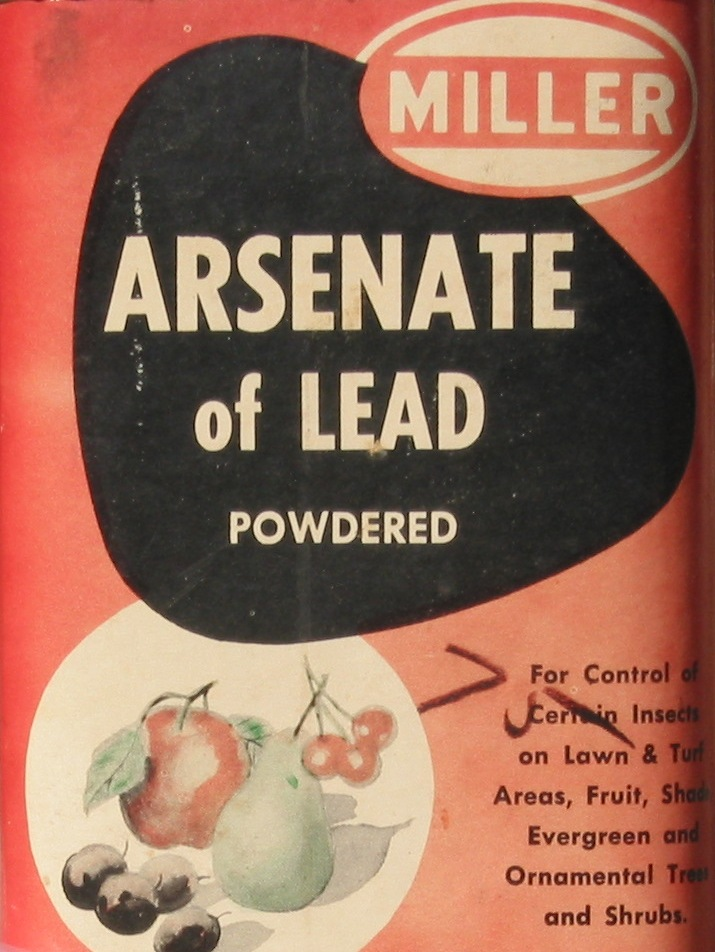 MILLER
ARSENATE
of LEAD
POWDERED
For Control of
Certain Insects
on Lawn & Turf
Areas, Fruit, Shade
Evergreen and
Ornamental Trees
and Shrubs.